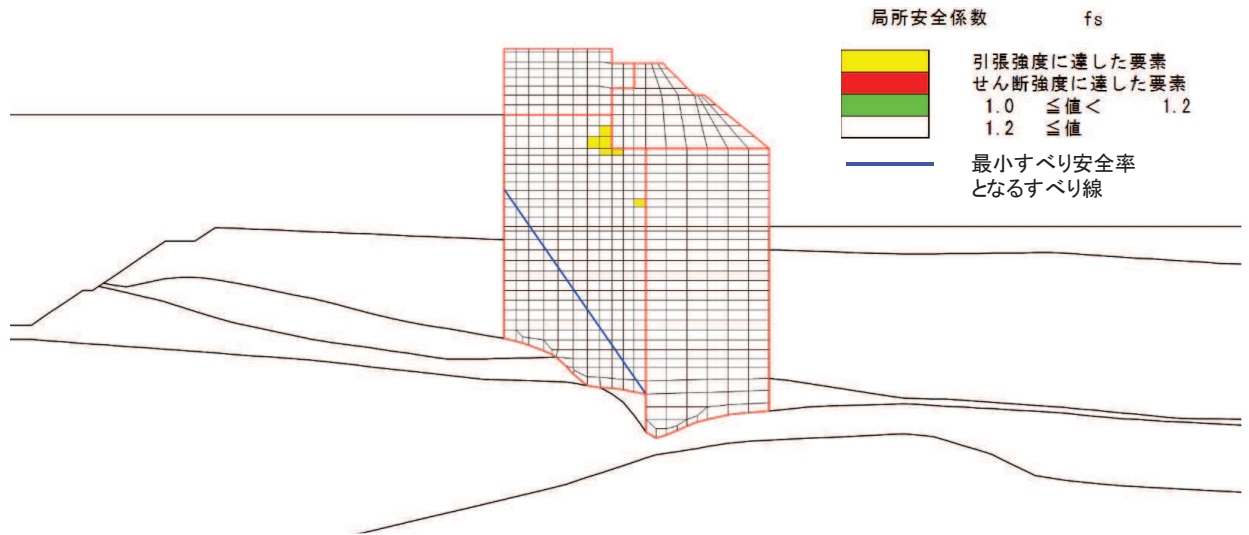 局所安全係数 fs
引張強度に達した要素
せん断強度に達した要素
1.0 ≦値< 1.2
1.2 ≦値
最小すべり安全率
となるすべり線